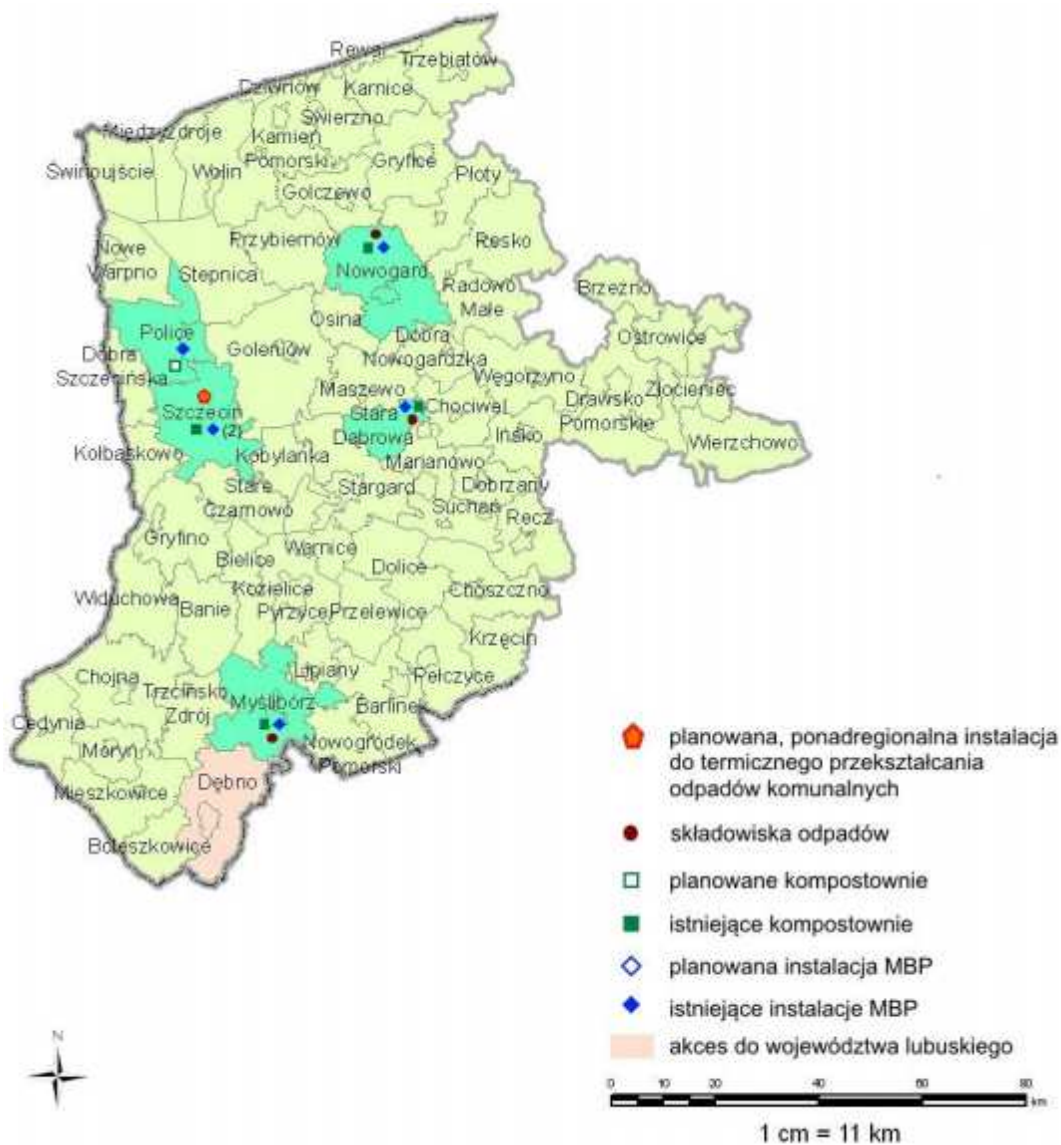 Rewal
Trzebiatów
Dziwnów
Karnice
Świerzno
Międzyzdroje
Kamień
Pomorski
Gryfice
Świnoujście
Wolin
Płoty
Golczewo
Przybiernów
Resko
Nowe
Warpno
Stepnica
Nowogard
Radowo
Małe
Brzeżno
Osina
Police
Dobra
Nowogardzka
Ostrowice
Dobra
Szczecińska
Goleniów
Węgorzyno
Maszewo
Złocieniec
Drawsko
Pomorskie
Szczecin
Stara
Dąbrowa
Chociwel
(2)
Ińsko
Wierzchowo
Kołbaskowo
Kobylanka
Marianowo
Stare
Czarnowo
Stargard
Dobrzany
Suchań
Recz
Gryfino
Warnice
Bielice
Dolice
Kozielice
Choszczno
Widuchowa
Banie
Pyrzyce
Przelewice
Krzęcin
Lipiany
Pełczyce
Chojna
Trzcińsko
Zdrój
Myślibórz
Barlinek
Cedynia
Moryń
Nowogródek
Pomorski
Dębno
Mieszkowice
Boleszkowice
planowana, ponadregionalna instalacja
do termicznego przekształcania
odpadów komunalnych
składowiska odpadów
planowane kompostownie
istniejące kompostownie
planowana instalacja MBP
istniejące instalacje MBP
akces do województwa lubuskiego
N
0 10 20 40 60 80
km
1 cm = 11 km